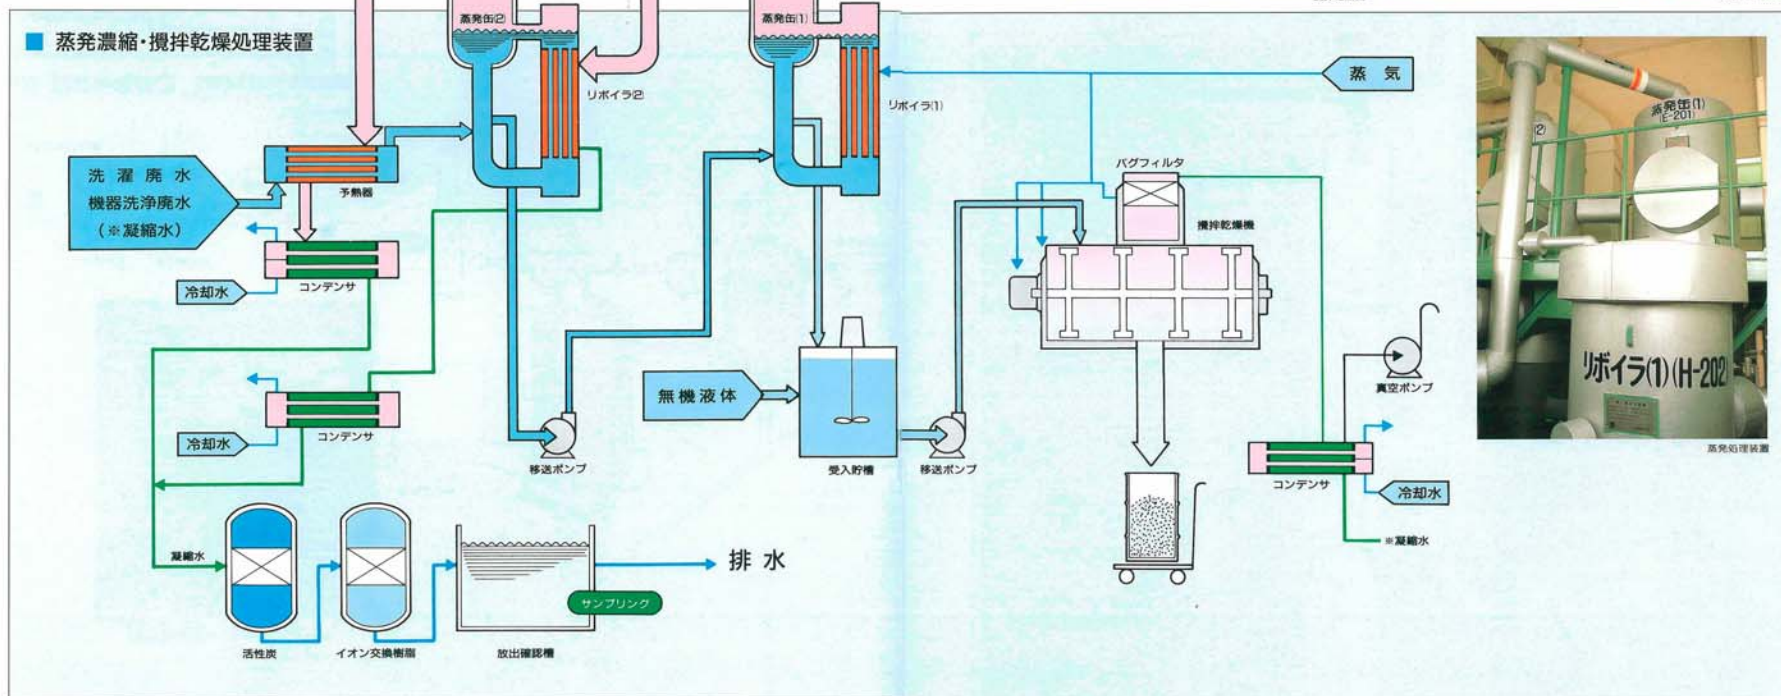 ■ 蒸発濃縮・攪拌乾燥処理装置
蒸発缶(2)
蒸発缶(1)
リボイラ(2)
リボイラ(1)
蒸気
洗濯廃水
機器洗浄廃水
(※凝縮水)
予熱器
コンデンサ
冷却水
コンデンサ
冷却水
無機液体
移送ポンプ
受入貯槽
移送ポンプ
バグフィルタ
攪拌乾燥機
真空ポンプ
コンデンサ
冷却水
※凝縮水
凝縮水
活性炭
イオン交換樹脂
放出確認槽
サンプリング
排水
蒸発缶(1)
(E-201)
(2)
リボイラ(1)(H-202)
蒸発処理装置